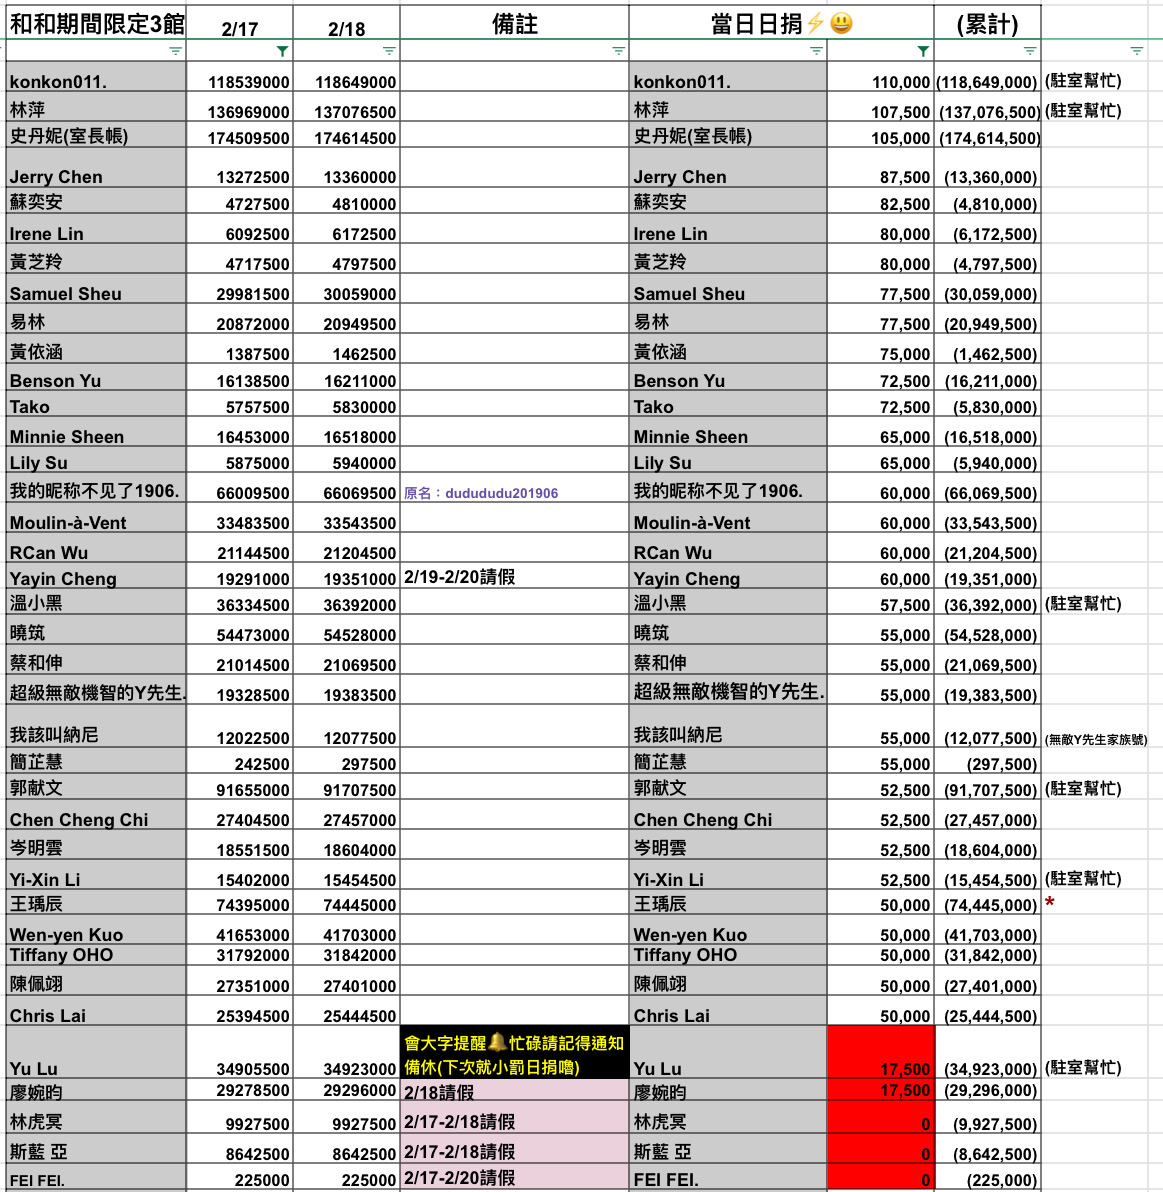 和和期間限定3館 2/17 2/18 備註 當日日捐⚡😃 (累計)
konkon011. 118539000 118649000 konkon011. 110,000 (118,649,000) (駐室幫忙)
林萍 136969000 137076500 林萍 107,500 (137,076,500) (駐室幫忙)
史丹妮(室長帳) 174509500 174614500 史丹妮(室長帳) 105,000 (174,614,500)
Jerry Chen 13272500 13360000 Jerry Chen 87,500 (13,360,000)
蘇奕安 4727500 4810000 蘇奕安 82,500 (4,810,000)
Irene Lin 6092500 6172500 Irene Lin 80,000 (6,172,500)
黃芝羚 4717500 4797500 黃芝羚 80,000 (4,797,500)
Samuel Sheu 29981500 30059000 Samuel Sheu 77,500 (30,059,000)
易林 20872000 20949500 易林 77,500 (20,949,500)
黃依涵 1387500 1462500 黃依涵 75,000 (1,462,500)
Benson Yu 16138500 16211000 Benson Yu 72,500 (16,211,000)
Tako 5757500 5830000 Tako 72,500 (5,830,000)
Minnie Sheen 16453000 16518000 Minnie Sheen 65,000 (16,518,000)
Lily Su 5875000 5940000 Lily Su 65,000 (5,940,000)
我的昵称不见了1906. 66009500 66069500 原名：dudududu201906 我的昵称不见了1906. 60,000 (66,069,500)
Moulin-à-Vent 33483500 33543500 Moulin-à-Vent 60,000 (33,543,500)
RCan Wu 21144500 21204500 RCan Wu 60,000 (21,204,500)
Yayin Cheng 19291000 19351000 2/19-2/20請假 Yayin Cheng 60,000 (19,351,000)
溫小黑 36334500 36392000 溫小黑 57,500 (36,392,000) (駐室幫忙)
曉筑 54473000 54528000 曉筑 55,000 (54,528,000)
蔡和伸 21014500 21069500 蔡和伸 55,000 (21,069,500)
超級無敵機智的Y先生. 19328500 19383500 超級無敵機智的Y先生. 55,000 (19,383,500)
我該叫納尼 12022500 12077500 我該叫納尼 55,000 (12,077,500) (無敵Y先生家族號)
簡芷慧 242500 297500 簡芷慧 55,000 (297,500)
郭献文 91655000 91707500 郭献文 52,500 (91,707,500) (駐室幫忙)
Chen Cheng Chi 27404500 27457000 Chen Cheng Chi 52,500 (27,457,000)
岑明雲 18551500 18604000 岑明雲 52,500 (18,604,000)
Yi-Xin Li 15402000 15454500 Yi-Xin Li 52,500 (15,454,500) (駐室幫忙)
王瑀辰 74395000 74445000 王瑀辰 50,000 (74,445,000) *
Wen-yen Kuo 41653000 41703000 Wen-yen Kuo 50,000 (41,703,000)
Tiffany OHO 31792000 31842000 Tiffany OHO 50,000 (31,842,000)
陳佩翊 27351000 27401000 陳佩翊 50,000 (27,401,000)
Chris Lai 25394500 25444500 Chris Lai 50,000 (25,444,500)
會大字提醒🔔忙碌請記得通知
備休(下次就小罰日捐嚕)
Yu Lu 34905500 34923000 Yu Lu 17,500 (34,923,000) (駐室幫忙)
廖婉昀 29278500 29296000 2/18請假 廖婉昀 17,500 (29,296,000)
林虎冥 9927500 9927500 2/17-2/18請假 林虎冥 0 (9,927,500)
斯藍 亞 8642500 8642500 2/17-2/18請假 斯藍 亞 0 (8,642,500)
FEI FEI. 225000 225000 2/17-2/20請假 FEI FEI. 0 (225,000)